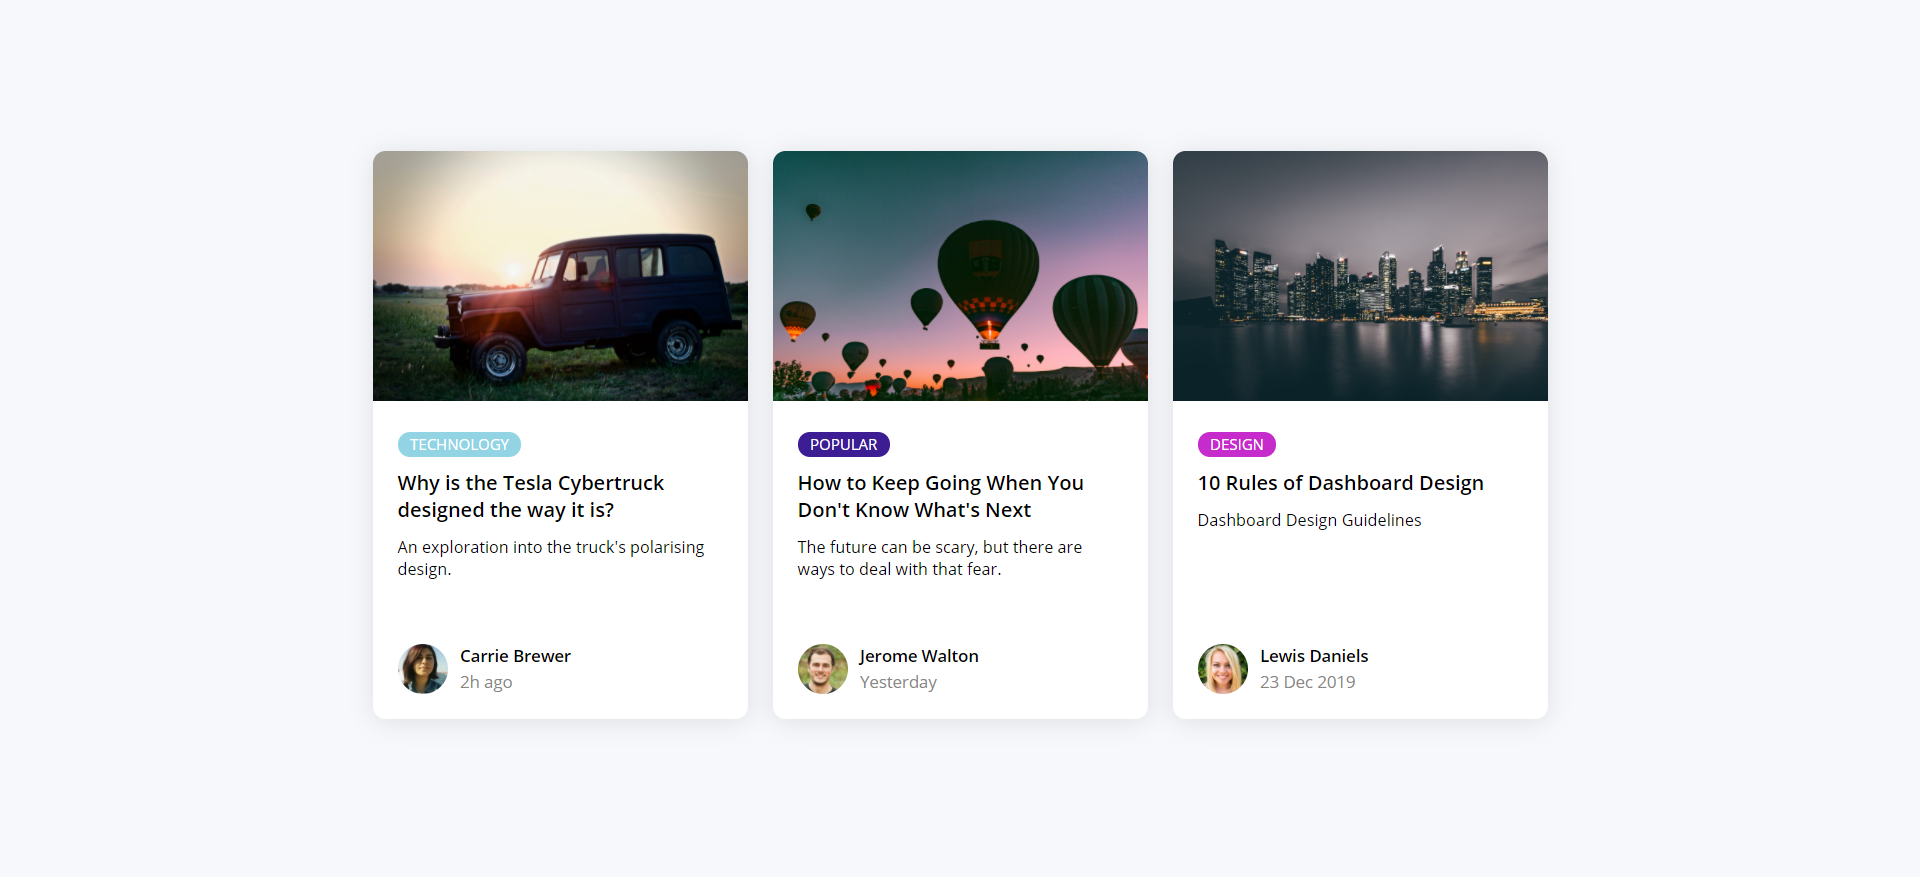 TECHNOLOGY
Why is the Tesla Cybertruck
designed the way it is?
An exploration into the truck's polarising
design.
Carrie Brewer
2h ago
POPULAR
How to Keep Going When You
Don't Know What's Next
The future can be scary, but there are
ways to deal with that fear.
Jerome Walton
Yesterday
DESIGN
10 Rules of Dashboard Design
Dashboard Design Guidelines
Lewis Daniels
23 Dec 2019